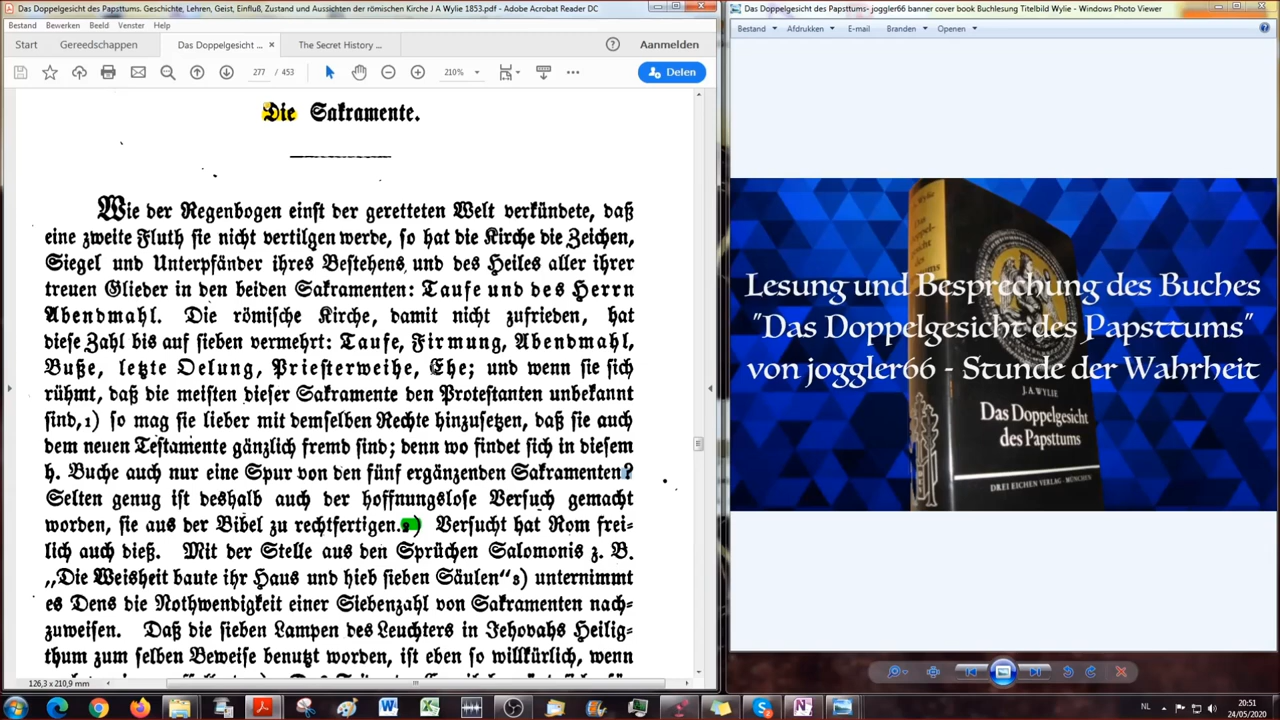 Das Doppelgesicht des Papsttums. Geschichte, Lehren, Geist, Einfluß, Zustand und Aussichten der römischen Kirche J A Wylie 1853.pdf - Adobe Acrobat Reader DC
Bestand Bewerken Beeld Venster Help
Start Gereedschappen Das Doppelgesicht ... × The Secret History ... Aanmelden
277 / 453 210% Delen
Die Sakramente.
Wie der Regenbogen einst der geretteten Welt verkündete, daß
eine zweite Fluth sie nicht vertilgen werde, so hat die Kirche die Zeichen,
Siegel und Unterpfänder ihres Bestehens und des Heiles aller ihrer
treuen Glieder in den beiden Sakramenten: Taufe und des Herrn
Abendmahl. Die römische Kirche, damit nicht zufrieden, hat
diese Zahl bis auf sieben vermehrt: Taufe, Firmung, Abendmahl,
Buße, letzte Oelung, Priesterweihe, Ehe; und wenn sie sich
rühmt, daß die meisten dieser Sakramente den Protestanten unbekannt
sind,1) so mag sie lieber mit demselben Rechte hinzusetzen, daß sie auch
dem neuen Testamente gänzlich fremd sind; denn wo findet sich in diesem
h. Buche auch nur eine Spur von den fünf ergänzenden Sakramenten?
Selten genug ist deshalb auch der hoffnungslose Versuch gemacht
worden, sie aus der Bibel zu rechtfertigen.2) Versucht hat Rom frei=
lich auch dieß. Mit der Stelle aus den Sprüchen Salomonis z. B.
„Die Weisheit baute ihr Haus und hieb sieben Säulen“3) unternimmt
es Dens die Nothwendigkeit einer Siebenzahl von Sakramenten nach=
zuweisen. Daß die sieben Lampen des Leuchters in Jehovahs Heilig=
thum zum selben Beweise benutzt worden, ist eben so willkürlich, wenn
126,3 x 210,9 mm
Das Doppelgesicht des Papsttums- joggler66 banner cover book Buchlesung Titelbild Wylie - Windows Photo Viewer
Bestand Afdrukken E-mail Branden Openen
Lesung und Besprechung des Buches
"Das Doppelgesicht des Papsttums"
von joggler66 - Stunde der Wahrheit
J. A. WYLIE
Das Doppelgesicht
des Papsttums
DREI EICHEN VERLAG · MÜNCHEN
NL 20:51
24/05/2020